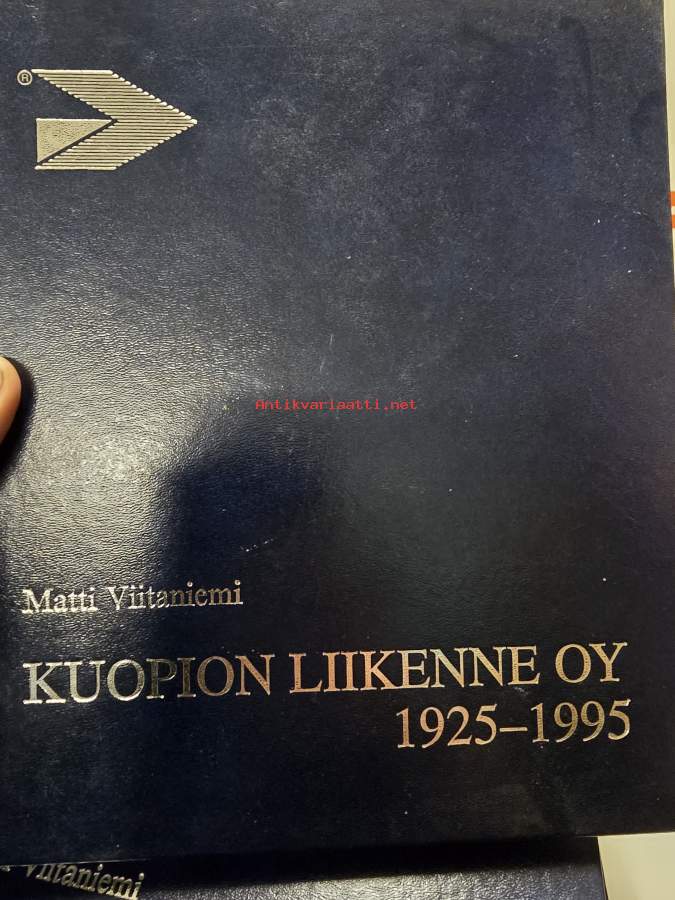 ®
Antikvariaatti.net
Matti Viitaniemi
KUOPION LIIKENNE OY
1925–1995
Viitaniemi